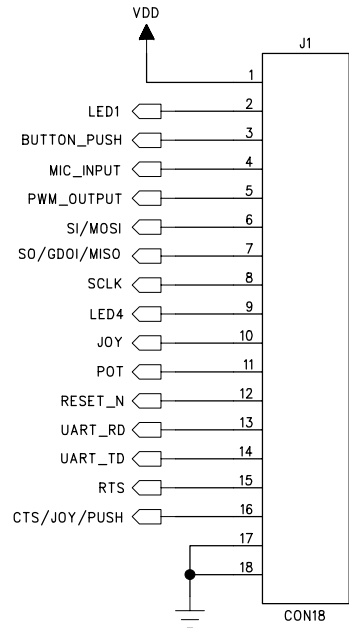 VDD
J1
1
LED1 2
BUTTON_PUSH 3
MIC_INPUT 4
PWM_OUTPUT 5
SI/MOSI 6
SO/GDOI/MISO 7
SCLK 8
LED4 9
JOY 10
POT 11
RESET_N 12
UART_RD 13
UART_TD 14
RTS 15
CTS/JOY/PUSH 16
17
18
CON18